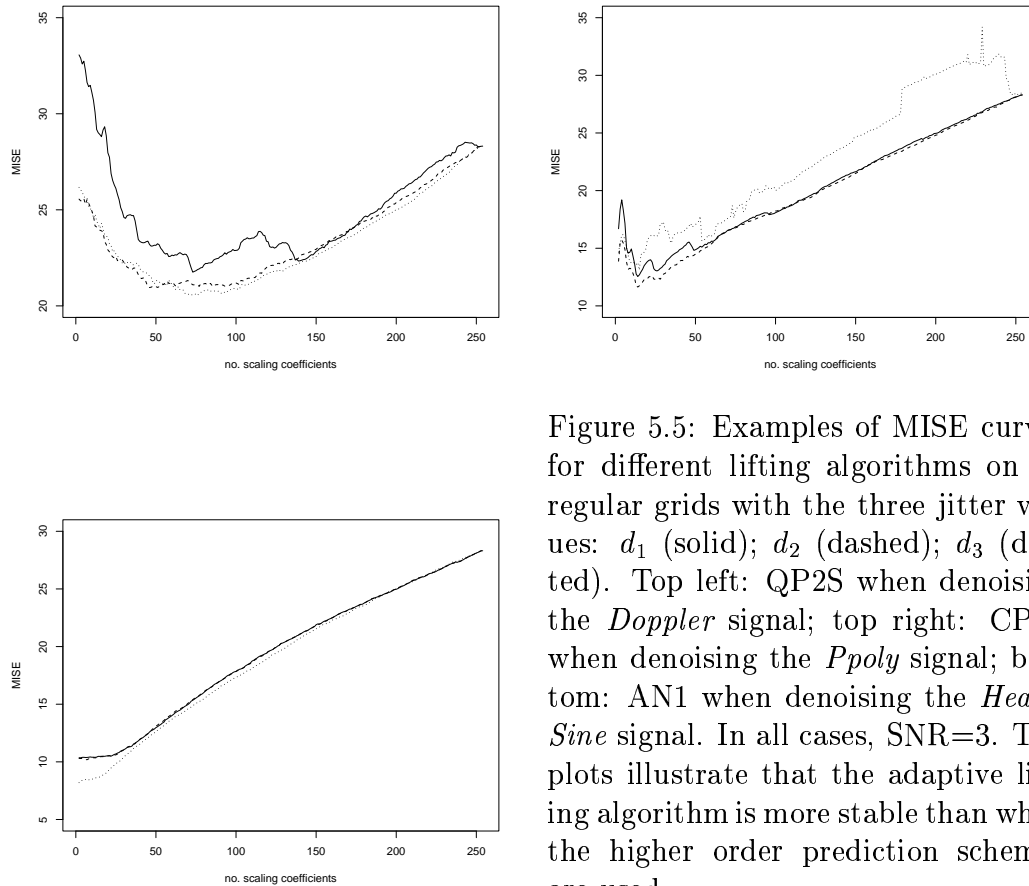 35
30
25
20
MISE
0 50 100 150 200 250
no. scaling coefficients
35
30
25
20
15
10
MISE
0 50 100 150 200 250
no. scaling coefficients
30
25
20
15
10
5
MISE
0 50 100 150 200 250
no. scaling coefficients
Figure 5.5: Examples of MISE curv
for different lifting algorithms on
regular grids with the three jitter v
ues: d₁ (solid); d₂ (dashed); d₃ (d
ted). Top left: QP2S when denoisi
the Doppler signal; top right: CP
when denoising the Ppoly signal; b
tom: AN1 when denoising the Hea
Sine signal. In all cases, SNR=3. T
plots illustrate that the adaptive li
ing algorithm is more stable than wh
the higher order prediction schem
are used